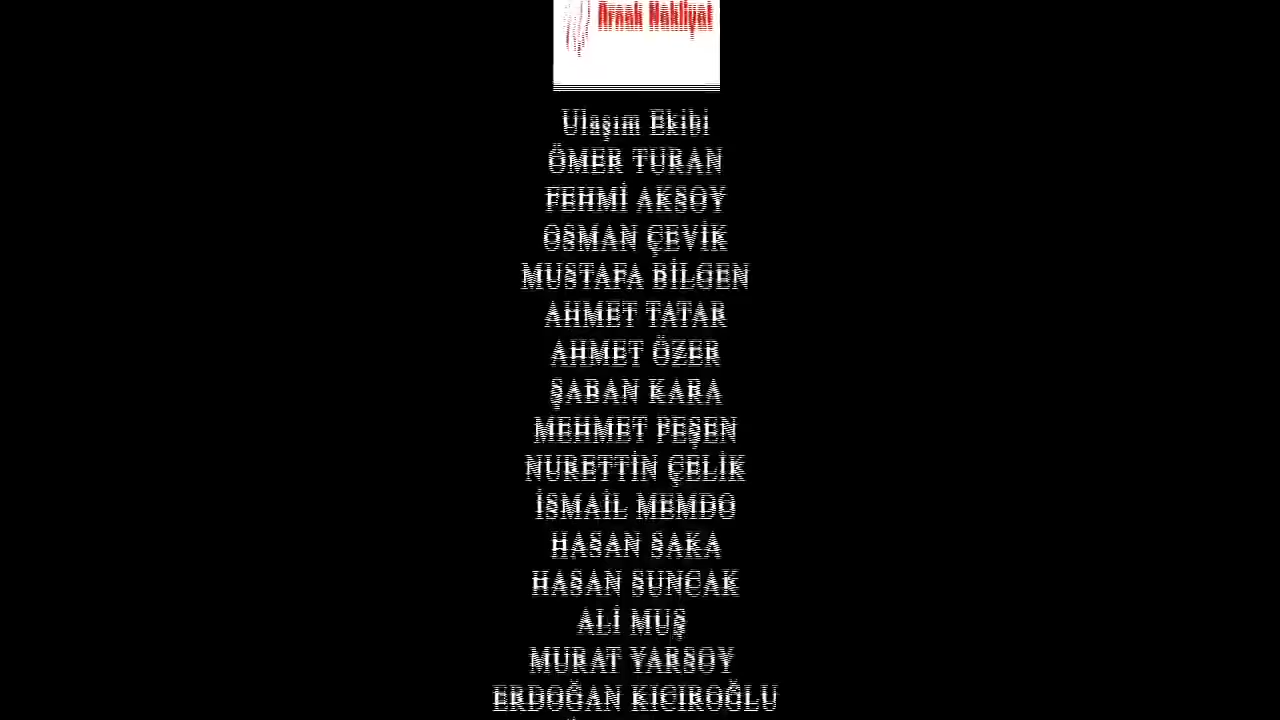 Nakliyat
Ulaşım Ekibi
ÖMER TURAN
FEHMİ AKSOY
OSMAN ÇEVİK
MUSTAFA BİLGEN
AHMET TATAR
AHMET ÖZER
ŞABAN KARA
MEHMET PEŞEN
NURETTİN ÇELİK
İSMAİL MEMDO
HASAN SAKA
HASAN SUNCAK
ALİ MUŞ
MURAT YARSOY
ERDOĞAN KICIROĞLU